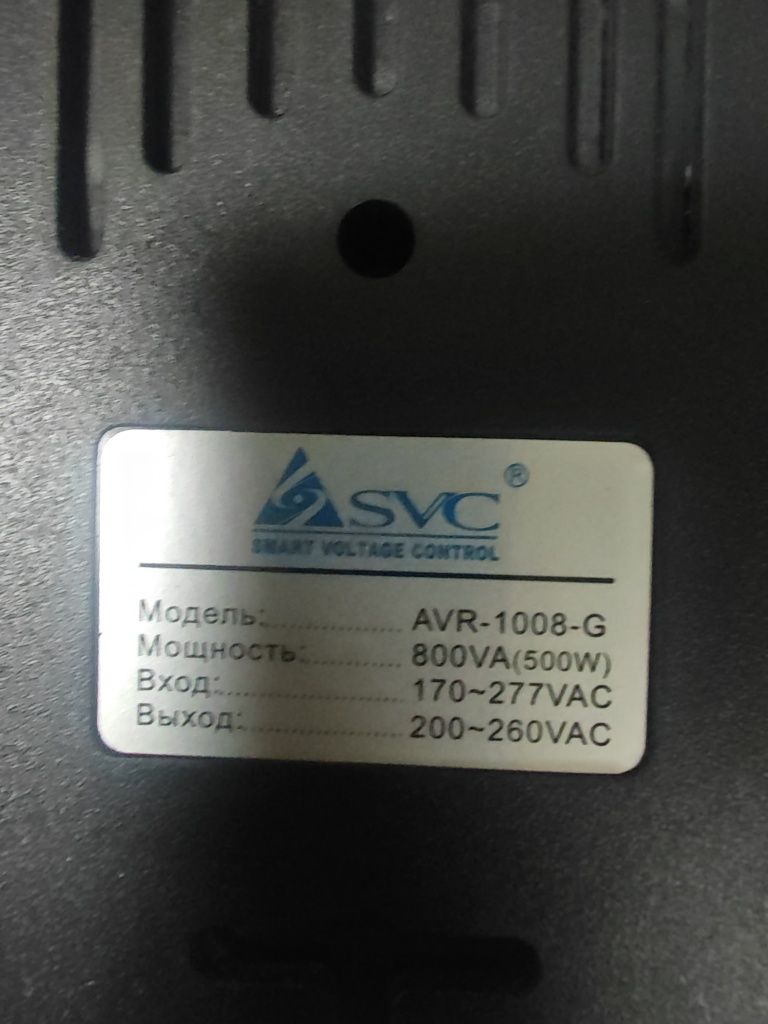 SVC®
SMART VOLTAGE CONTROL
Модель:................ AVR-1008-G
Мощность:........... 800VA(500W)
Вход:..................... 170~277VAC
Выход:.................. 200~260VAC